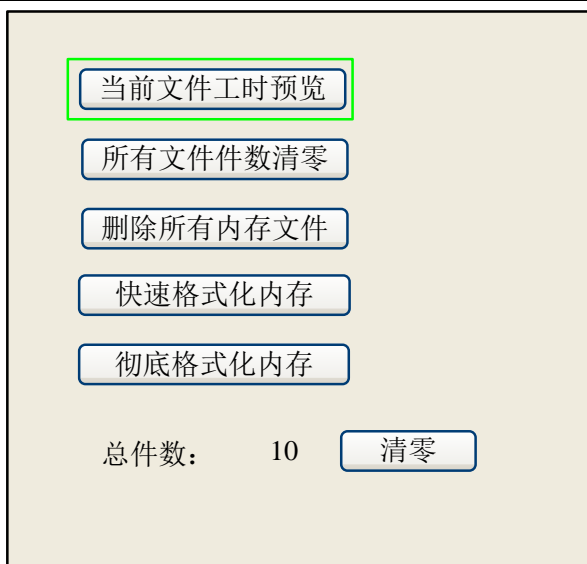 当前文件工时预览
所有文件件数清零
删除所有内存文件
快速格式化内存
彻底格式化内存
总件数： 10 清零